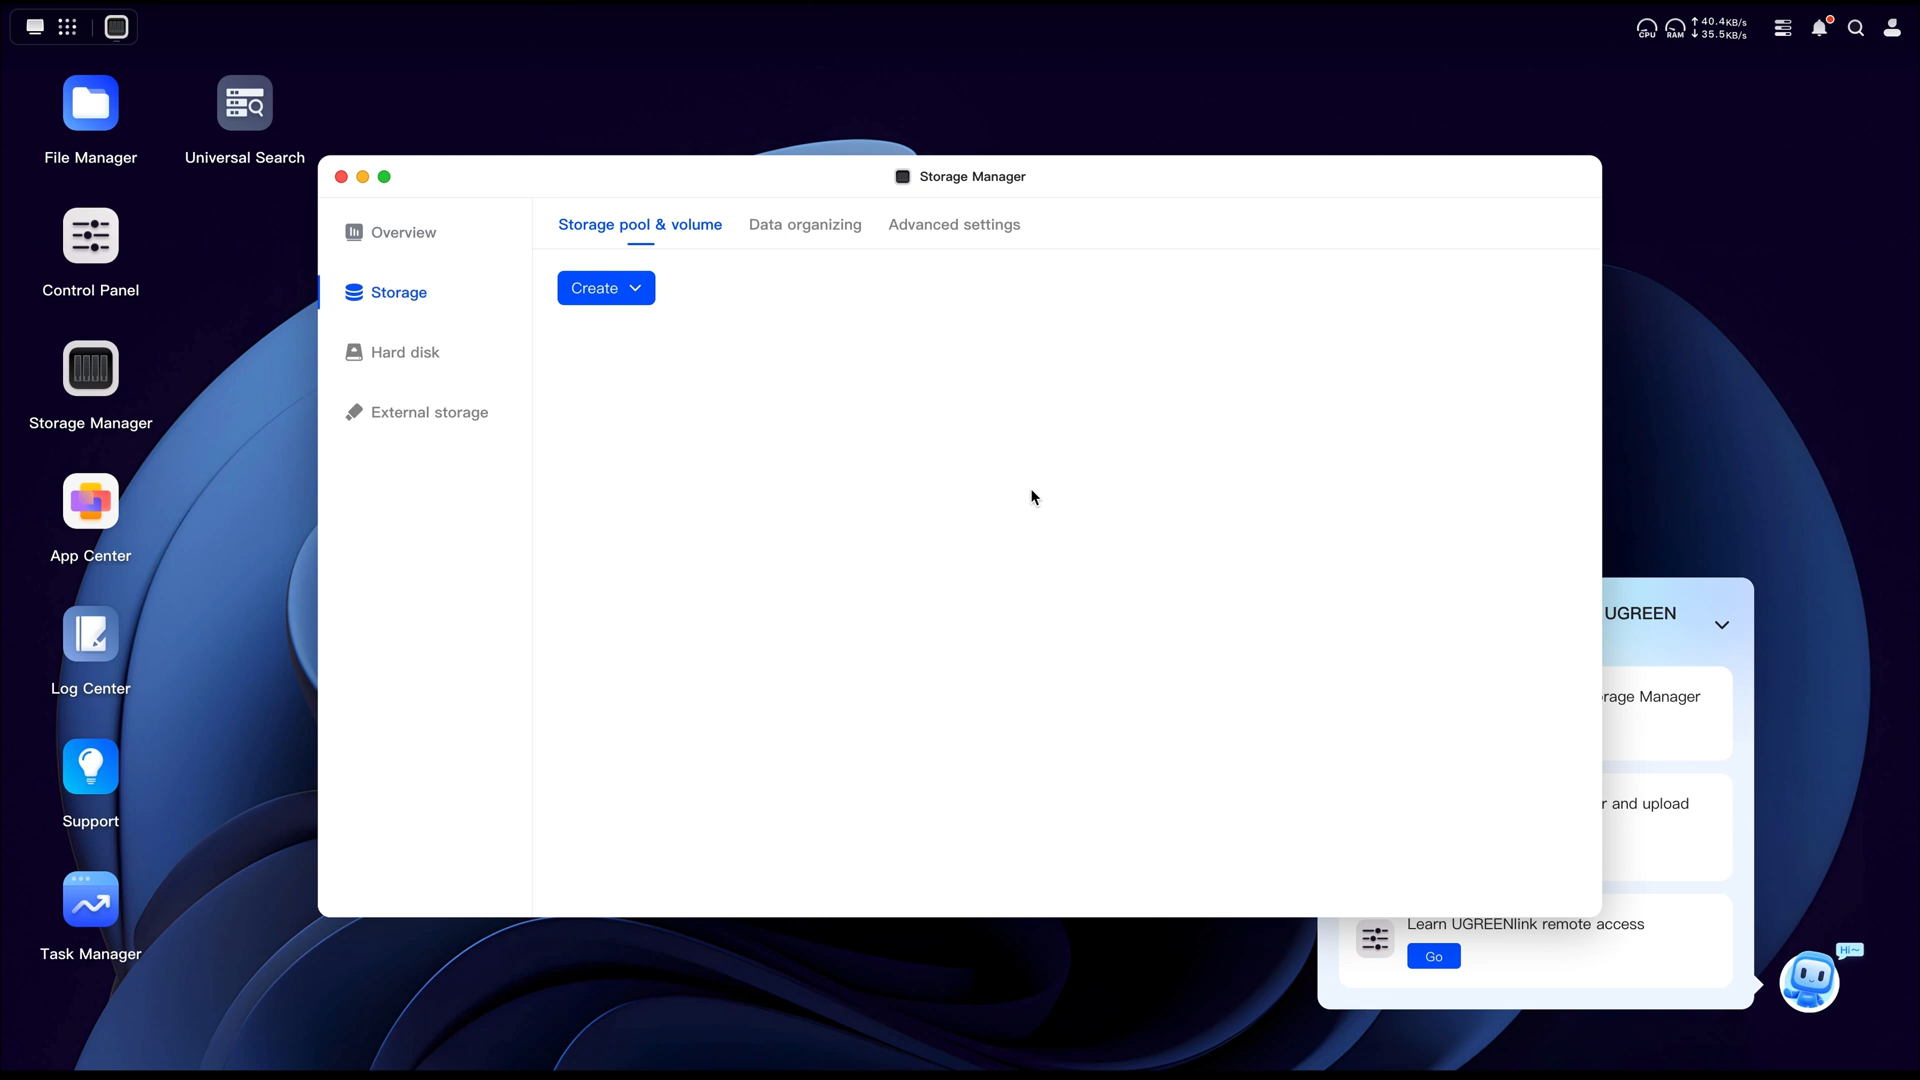 CPU
RAM
40.4KB/s
35.5KB/s
File Manager
Universal Search
Control Panel
Storage Manager
App Center
Log Center
Support
Task Manager
Storage Manager
Overview
Storage
Hard disk
External storage
Storage pool & volume
Data organizing
Advanced settings
Create
UGREEN
rage Manager
r and upload
Learn UGREENlink remote access
Go
Hi~